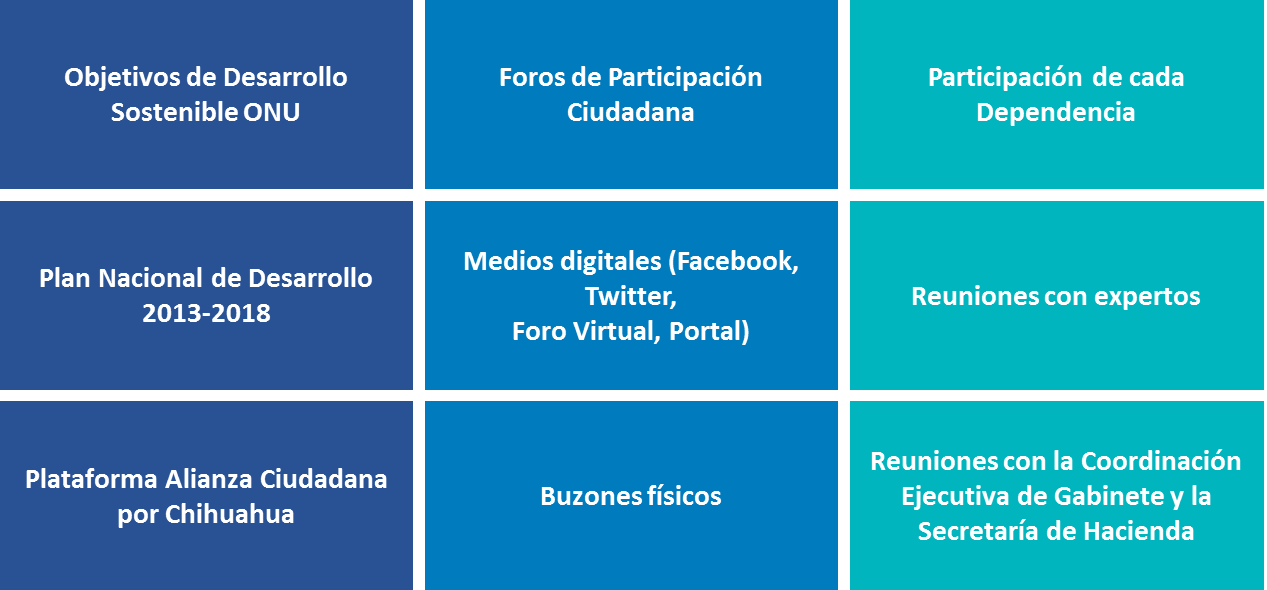 Objetivos de Desarrollo
Sostenible ONU
Foros de Participación
Ciudadana
Participación de cada
Dependencia
Plan Nacional de Desarrollo
2013-2018
Medios digitales (Facebook,
Twitter,
Foro Virtual, Portal)
Reuniones con expertos
Plataforma Alianza Ciudadana
por Chihuahua
Buzones físicos
Reuniones con la Coordinación
Ejecutiva de Gabinete y la
Secretaría de Hacienda